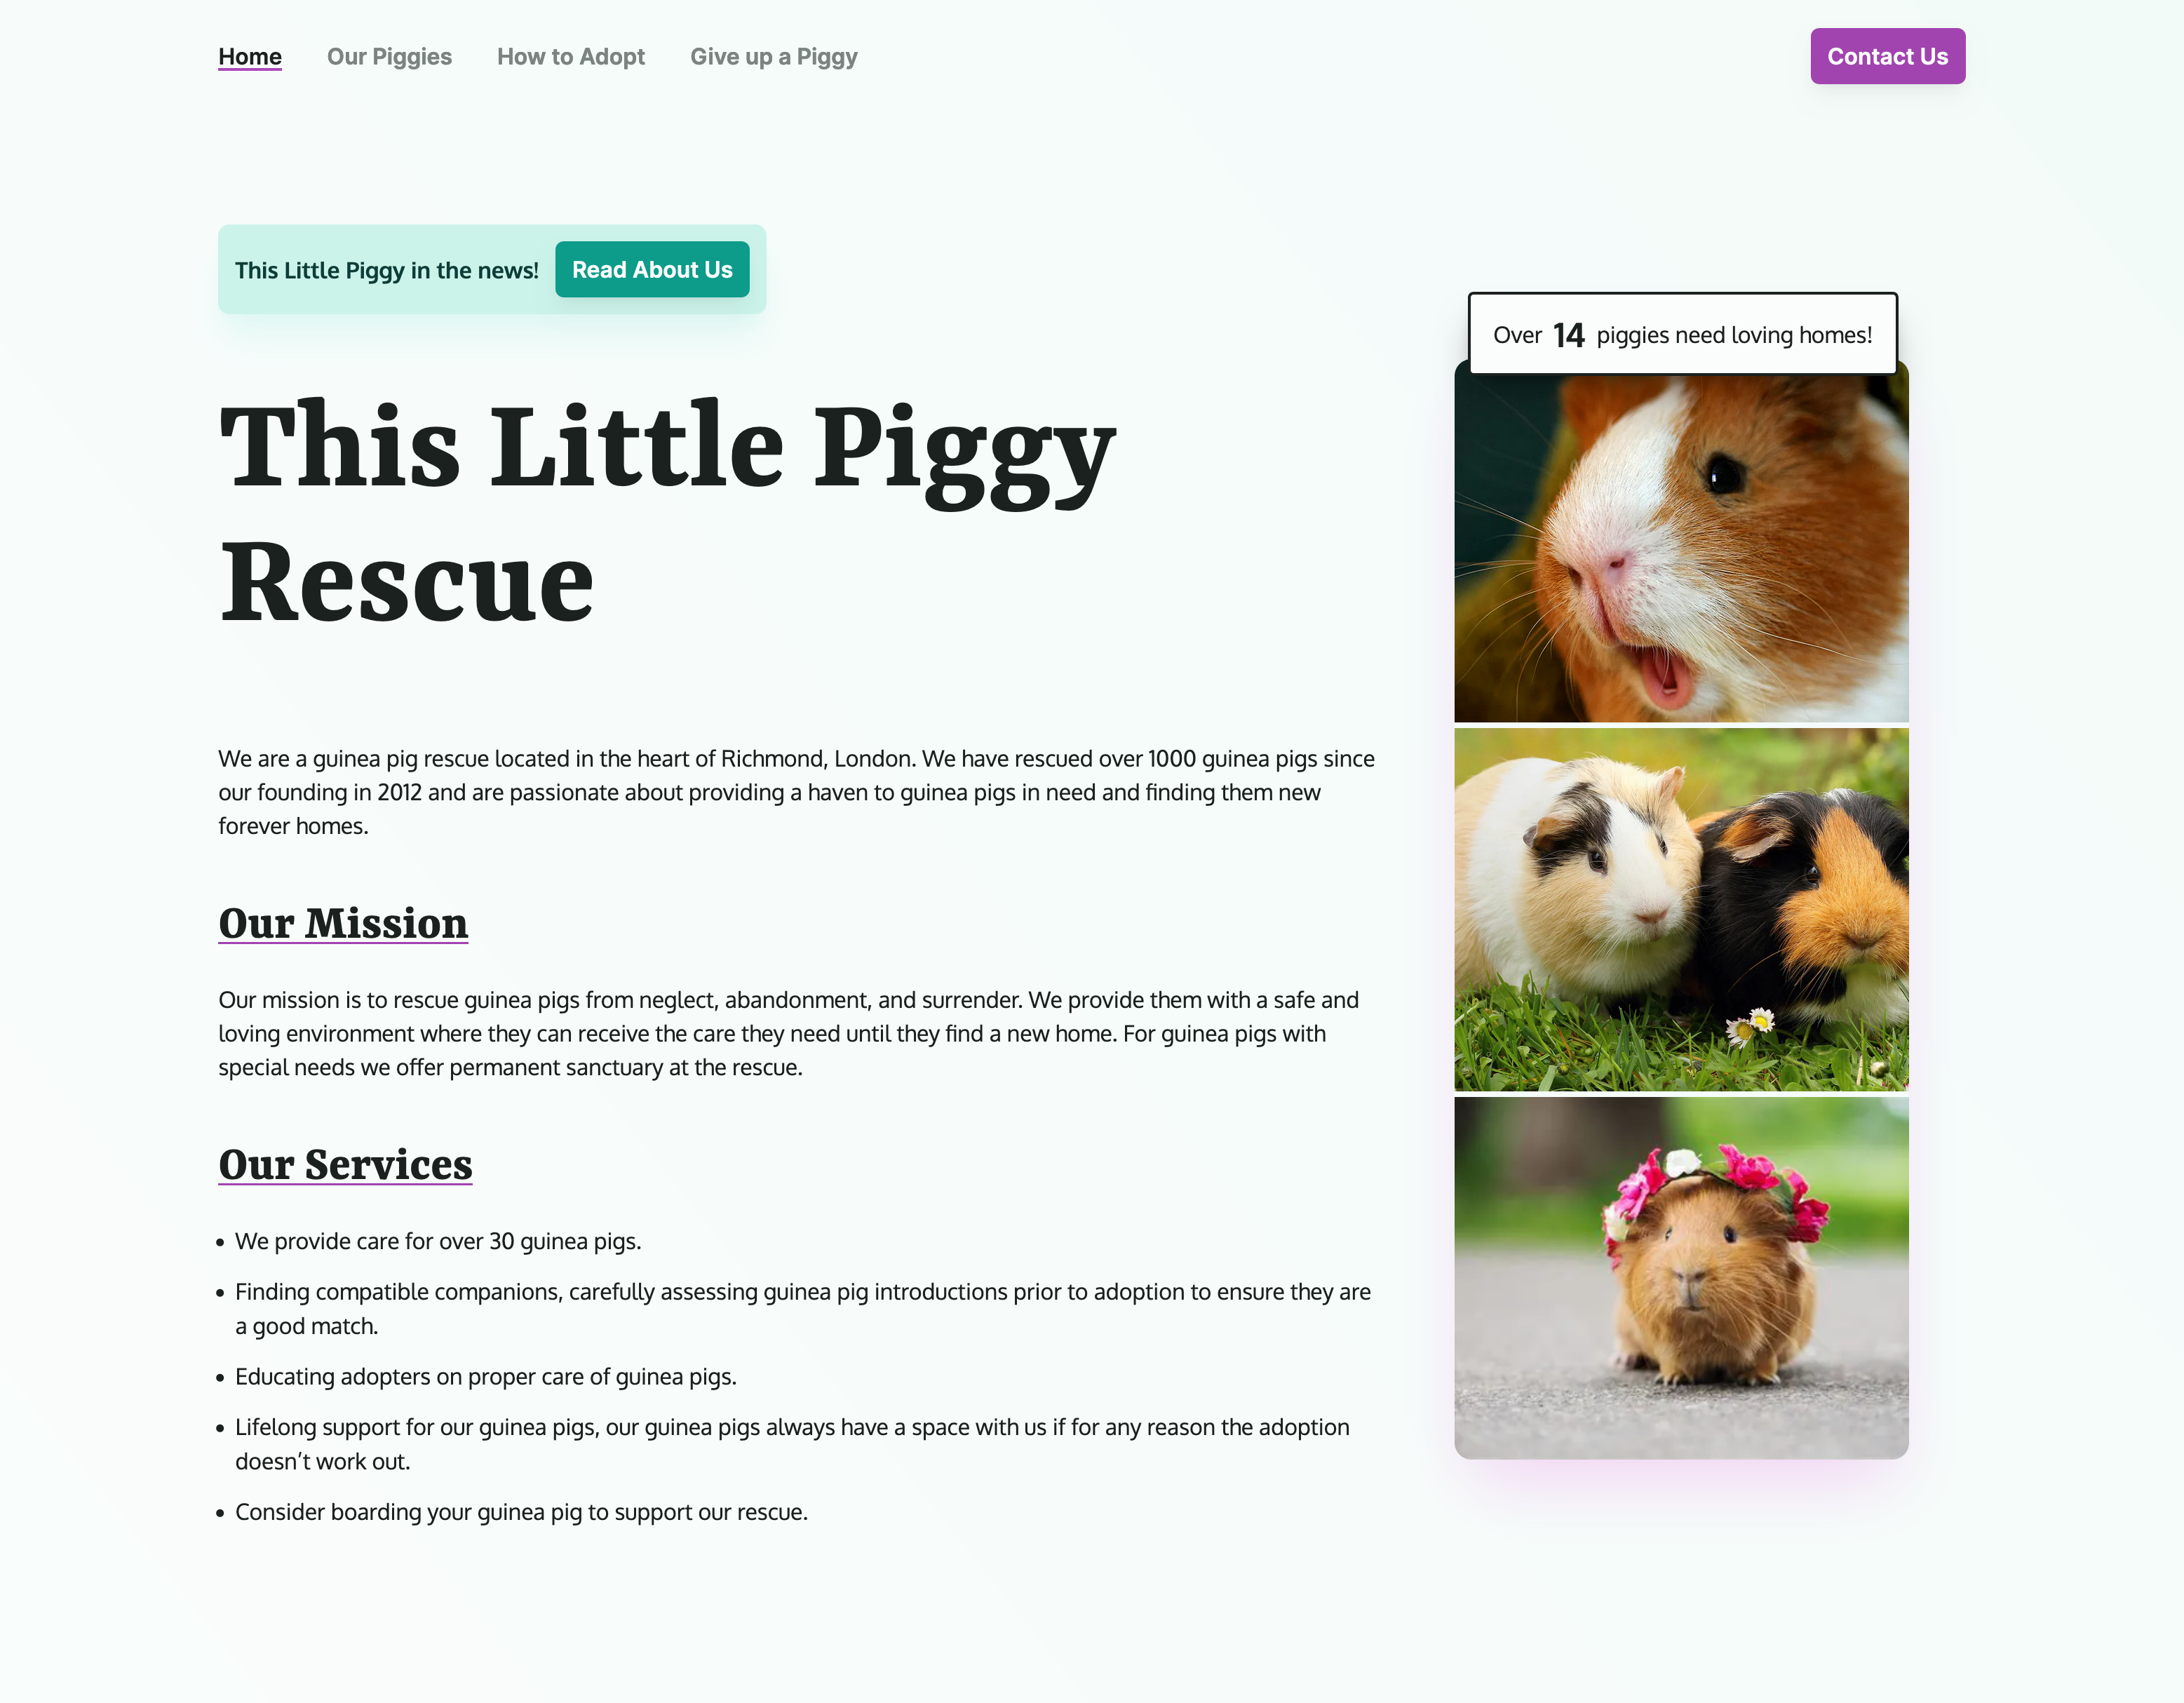 Home Our Piggies How to Adopt Give up a Piggy Contact Us
This Little Piggy in the news! Read About Us
This Little Piggy
Rescue
We are a guinea pig rescue located in the heart of Richmond, London. We have rescued over 1000 guinea pigs since
our founding in 2012 and are passionate about providing a haven to guinea pigs in need and finding them new
forever homes.
Our Mission
Our mission is to rescue guinea pigs from neglect, abandonment, and surrender. We provide them with a safe and
loving environment where they can receive the care they need until they find a new home. For guinea pigs with
special needs we offer permanent sanctuary at the rescue.
Our Services
• We provide care for over 30 guinea pigs.
• Finding compatible companions, carefully assessing guinea pig introductions prior to adoption to ensure they are
a good match.
• Educating adopters on proper care of guinea pigs.
• Lifelong support for our guinea pigs, our guinea pigs always have a space with us if for any reason the adoption
doesn’t work out.
• Consider boarding your guinea pig to support our rescue.
Over 14 piggies need loving homes!